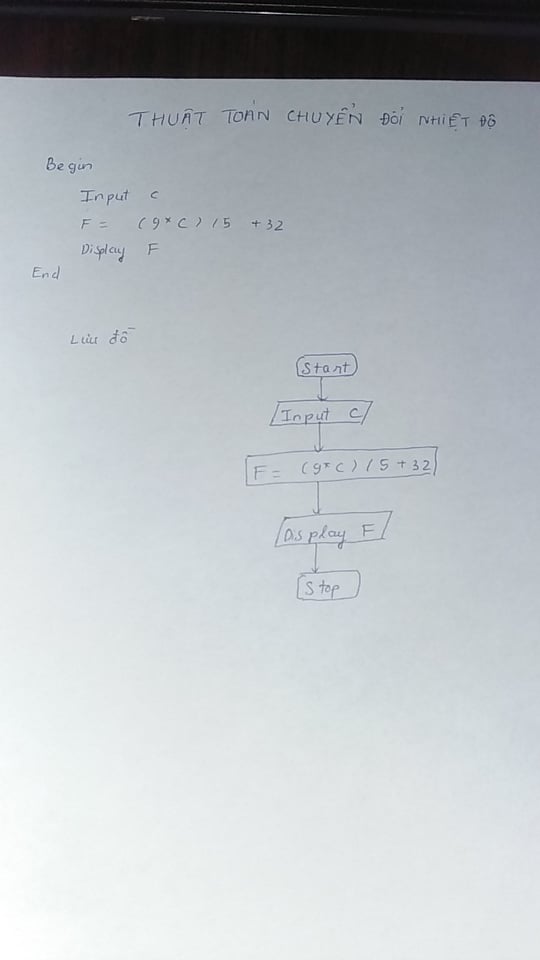 THUẬT TOÁN CHUYỂN ĐỔI NHIỆT ĐỘ
Begin
Input c
F = (9*C)/5 +32
Display F
End
Lưu đồ
Start
Input C
F = (9*C)/5+32
Display F
Stop